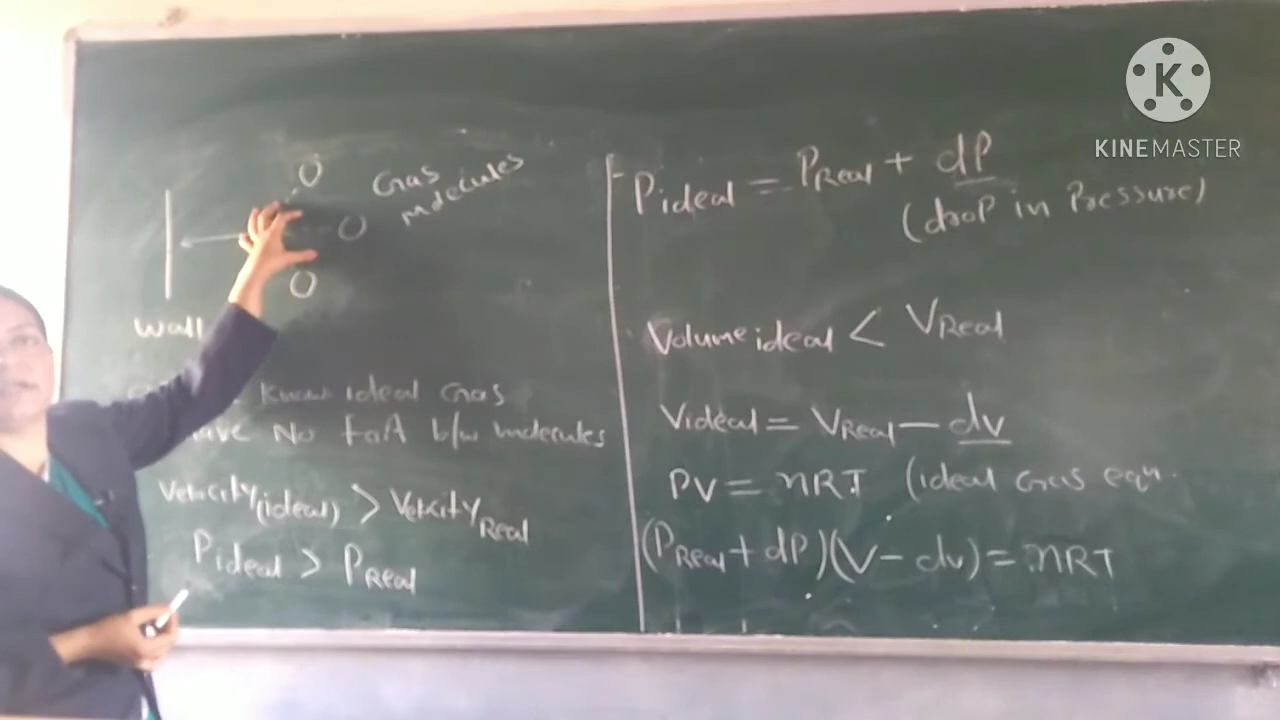 Gas
molecules
Wall
Know ideal Gas
No FOA b/w molecules
Velocity(ideal) > Velocity Real
Pideal > PReal
Pideal = PReal + dP
(drop in Pressure)
Volume ideal < VReal
Videal = VReal - dv
PV = nRT (ideal Gas eqn.
(PReal + dP)(V - dv) = nRT
K
KINEMASTER